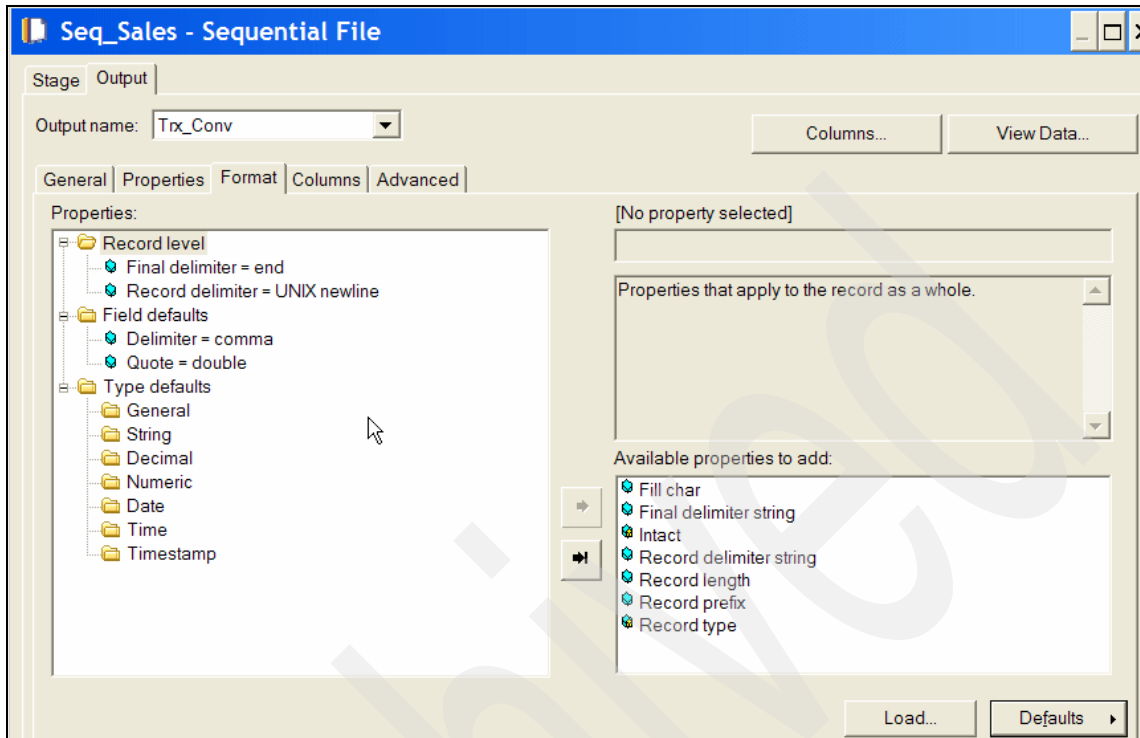 Seq_Sales - Sequential File
Stage Output
Output name: Trx_Conv
Columns... View Data...
General Properties Format Columns Advanced
Properties:
Record level
Final delimiter = end
Record delimiter = UNIX newline
Field defaults
Delimiter = comma
Quote = double
Type defaults
General
String
Decimal
Numeric
Date
Time
Timestamp
[No property selected]
Properties that apply to the record as a whole.
Available properties to add:
Fill char
Final delimiter string
Intact
Record delimiter string
Record length
Record prefix
Record type
Load... Defaults